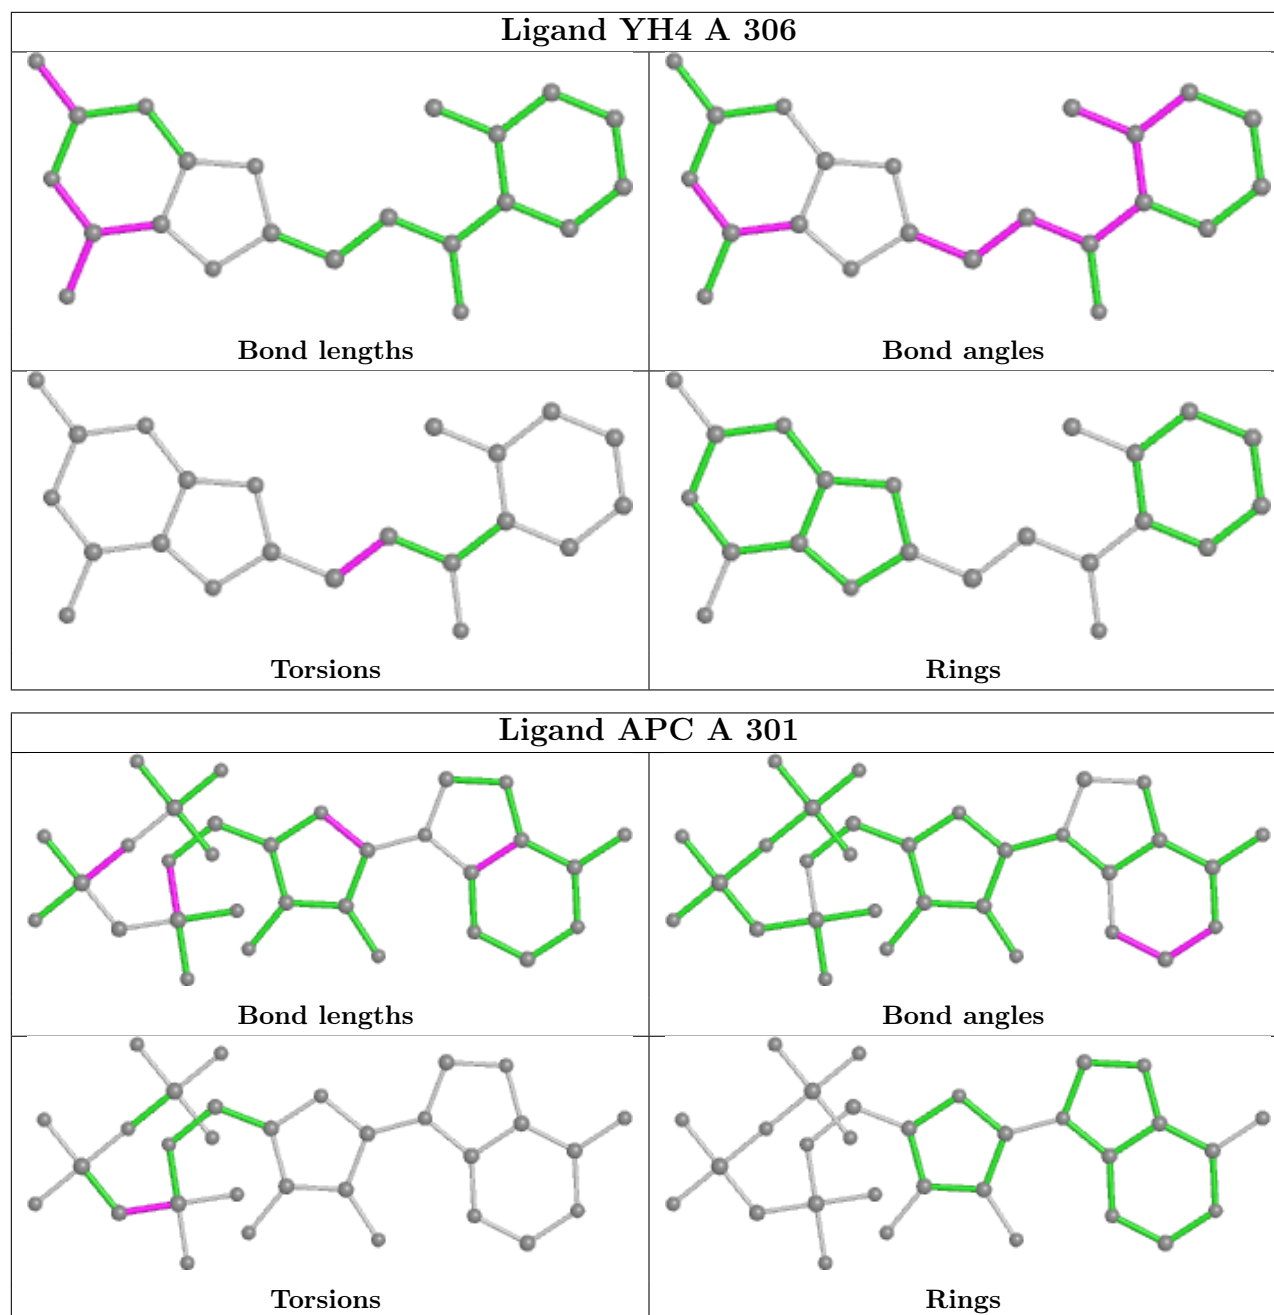 Ligand YH4 A 306
Bond lengths
Bond angles
Torsions
Rings
Ligand APC A 301
Bond lengths
Bond angles
Torsions
Rings